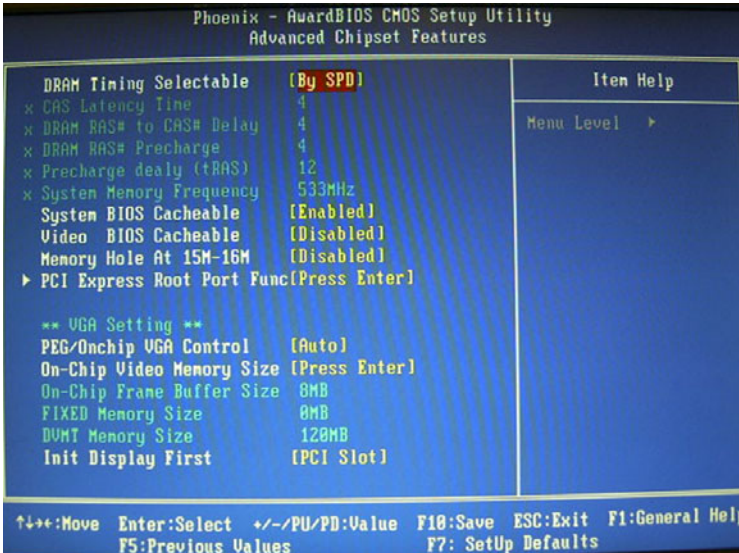 Phoenix - AwardBIOS CMOS Setup Utility
Advanced Chipset Features
DRAM Timing Selectable [By SPD]
x CAS Latency Time 4
x DRAM RAS# to CAS# Delay 4
x DRAM RAS# Precharge 4
x Precharge dealy (tRAS) 12
x System Memory Frequency 533MHz
System BIOS Cacheable [Enabled]
Video BIOS Cacheable [Disabled]
Memory Hole At 15M-16M [Disabled]
▶ PCI Express Root Port Func[Press Enter]
** VGA Setting **
PEG/Onchip VGA Control [Auto]
On-Chip Video Memory Size [Press Enter]
On-Chip Frame Buffer Size 8MB
FIXED Memory Size 0MB
DVMT Memory Size 120MB
Init Display First [PCI Slot]
Item Help
Menu Level ▶
↑↓→←:Move Enter:Select +/-/PU/PD:Value F10:Save ESC:Exit F1:General Hel
F5:Previous Values F7: SetUp Defaults